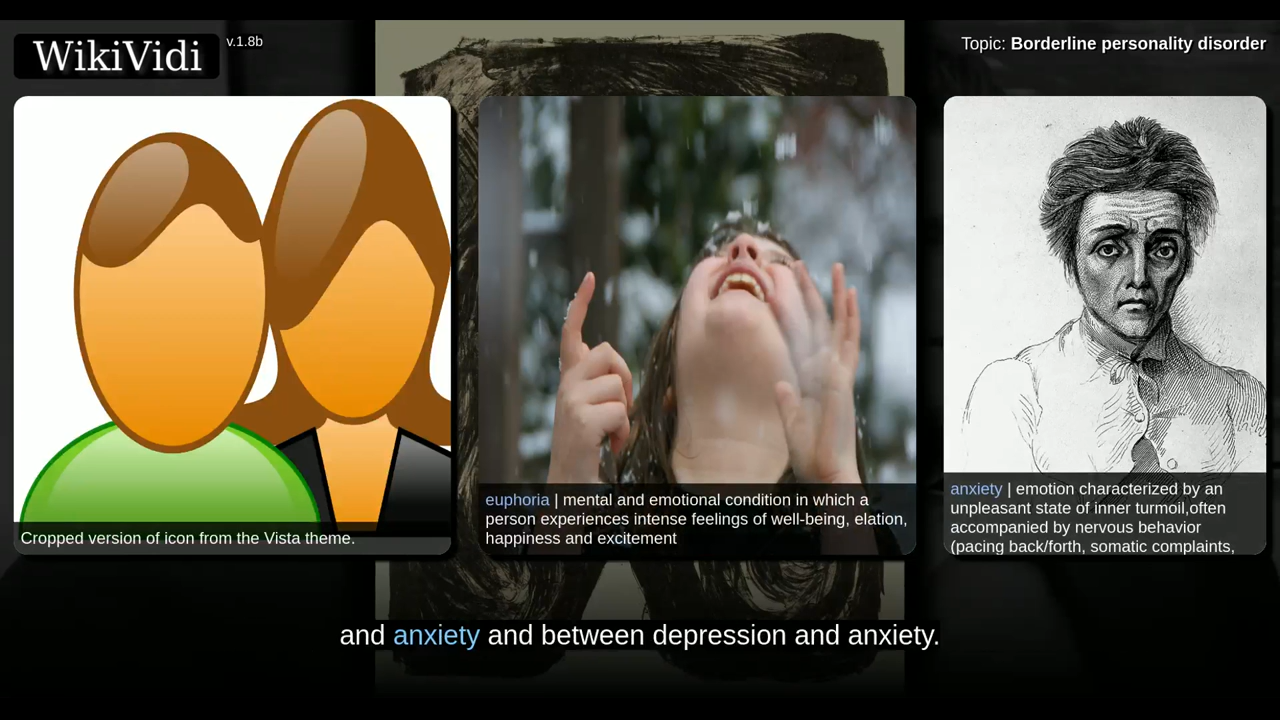 WikiVidi
v.1.8b
Topic: Borderline personality disorder
Cropped version of icon from the Vista theme.
euphoria | mental and emotional condition in which a
person experiences intense feelings of well-being, elation,
happiness and excitement
anxiety | emotion characterized by an
unpleasant state of inner turmoil,often
accompanied by nervous behavior
(pacing back/forth, somatic complaints,
and anxiety and between depression and anxiety.